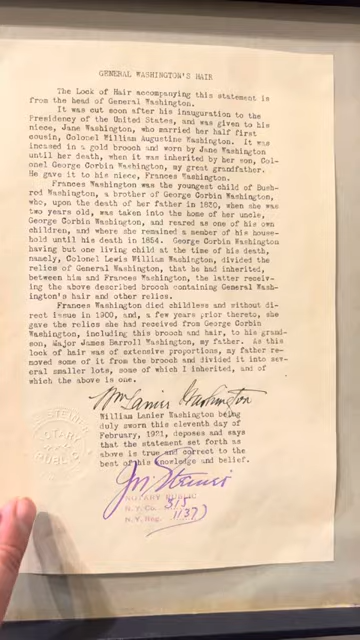 GENERAL WASHINGTON'S HAIR
The Lock of Hair accompanying this statement is
from the head of General Washington.
It was cut soon after his inauguration to the
Presidency of the United States, and was given to his
niece, Jane Washington, who married her half first
cousin, Colonel William Augustine Washington. It was
incased in a gold brooch and worn by Jane Washington
until her death, when it was inherited by her son, Col-
onel George Corbin Washington, my great grandfather.
He gave it to his niece, Frances Washington.
Frances Washington was the youngest child of Bush-
rod Washington, a brother of George Corbin Washington,
who, upon the death of her father in 1830, when she was
two years old, was taken into the home of her uncle,
George Corbin Washington, and reared as one of his own
children, and where she remained a member of his house-
hold until his death in 1854. George Corbin Washington
having but one living child at the time of his death,
namely, Colonel Lewis William Washington, divided the
relics of General Washington, that he had inherited,
between him and Frances Washington, the latter receiv-
ing the above described brooch containing General Wash-
ington's hair and other relics.
Frances Washington died childless and without di-
rect issue in 1900, and, a few years prior thereto, she
gave the relics she had received from George Corbin
Washington, including this brooch and hair, to his grand-
son, Major James Barroll Washington, my father. As this
lock of hair was of extensive proportions, my father re-
moved some of it from the brooch and divided it into sev-
eral smaller lots, some of which I inherited, and of
which the above is one.
Wm Lanier Washington
William Lanier Washington being
duly sworn this eleventh day of
February, 1921, deposes and says
that the statement set forth as
above is true and correct to the
best of his knowledge and belief.
NOTARY PUBLIC
NOTARY PUBLIC
N.Y. Co. 515
N.Y. Reg. 1137